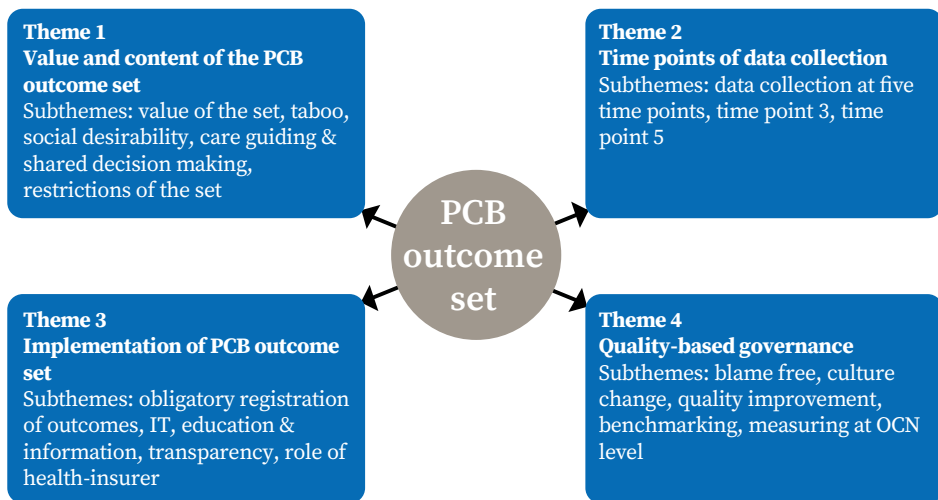 Theme 1
Value and content of the PCB
outcome set
Subthemes: value of the set, taboo,
social desirability, care guiding &
shared decision making,
restrictions of the set
Theme 2
Time points of data collection
Subthemes: data collection at five
time points, time point 3, time
point 5
PCB
outcome
set
Theme 3
Implementation of PCB outcome
set
Subthemes: obligatory registration
of outcomes, IT, education &
information, transparency, role of
health-insurer
Theme 4
Quality-based governance
Subthemes: blame free, culture
change, quality improvement,
benchmarking, measuring at OCN
level